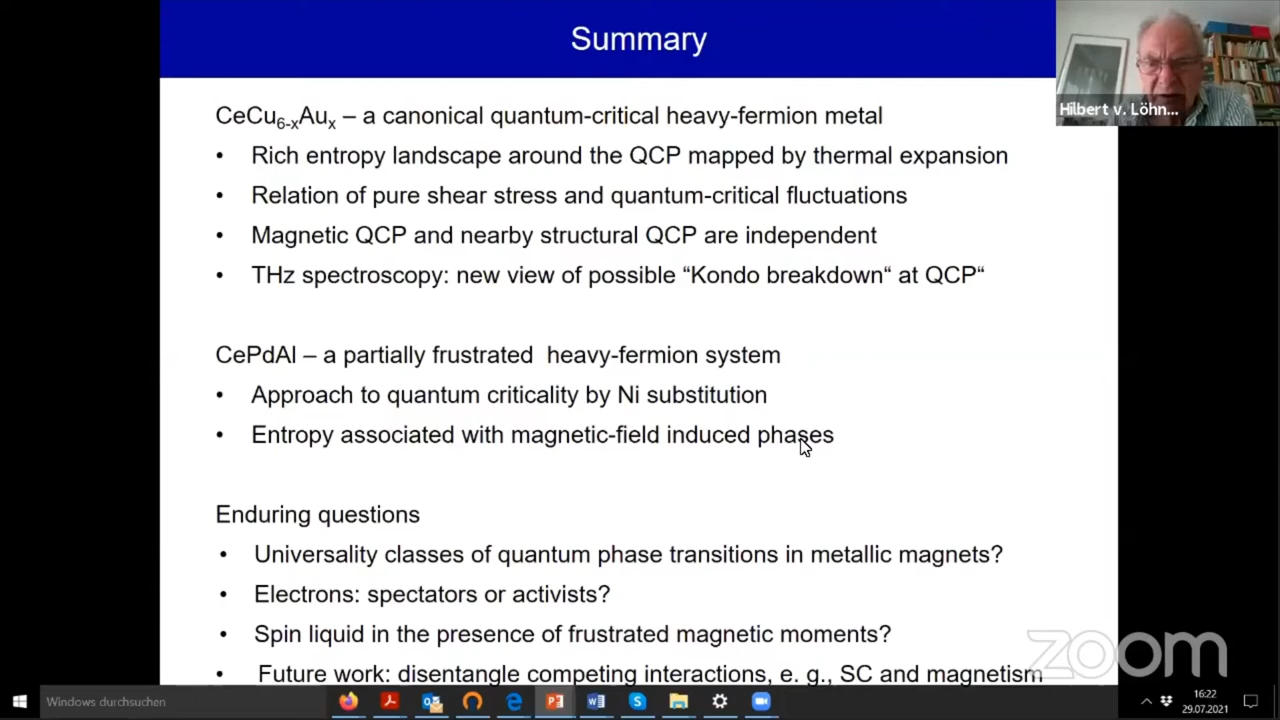 Summary
Hilbert v. Löhn...
CeCu6-xAux – a canonical quantum-critical heavy-fermion metal
• Rich entropy landscape around the QCP mapped by thermal expansion
• Relation of pure shear stress and quantum-critical fluctuations
• Magnetic QCP and nearby structural QCP are independent
• THz spectroscopy: new view of possible “Kondo breakdown“ at QCP“
CePdAl – a partially frustrated heavy-fermion system
• Approach to quantum criticality by Ni substitution
• Entropy associated with magnetic-field induced phases
Enduring questions
• Universality classes of quantum phase transitions in metallic magnets?
• Electrons: spectators or activists?
• Spin liquid in the presence of frustrated magnetic moments?
• Future work: disentangle competing interactions, e. g., SC and magnetism
zoom
Windows durchsuchen
16:22
29.07.2021